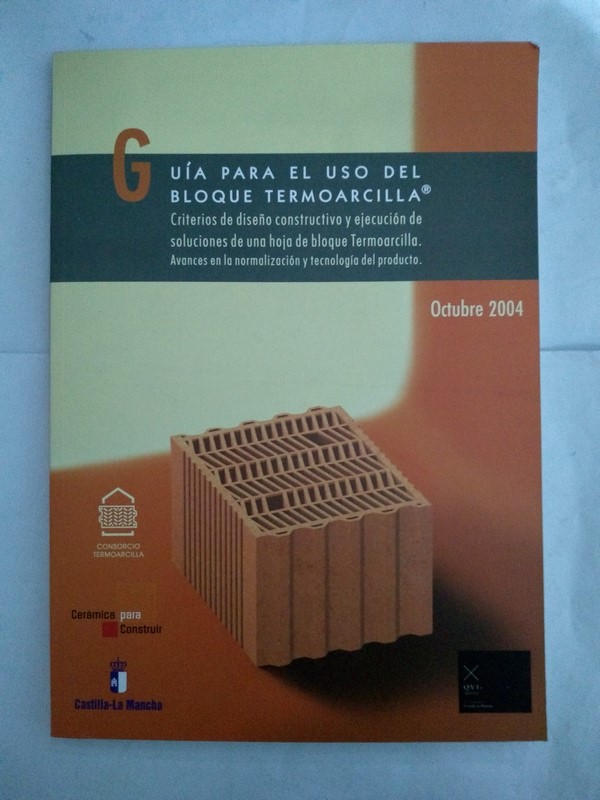 GUÍA PARA EL USO DEL
BLOQUE TERMOARCILLA®
Criterios de diseño constructivo y ejecución de
soluciones de una hoja de bloque Termoarcilla.
Avances en la normalización y tecnología del producto.
Octubre 2004
CONSORCIO
TERMOARCILLA
Cerámica para
Construir
Castilla-La Mancha